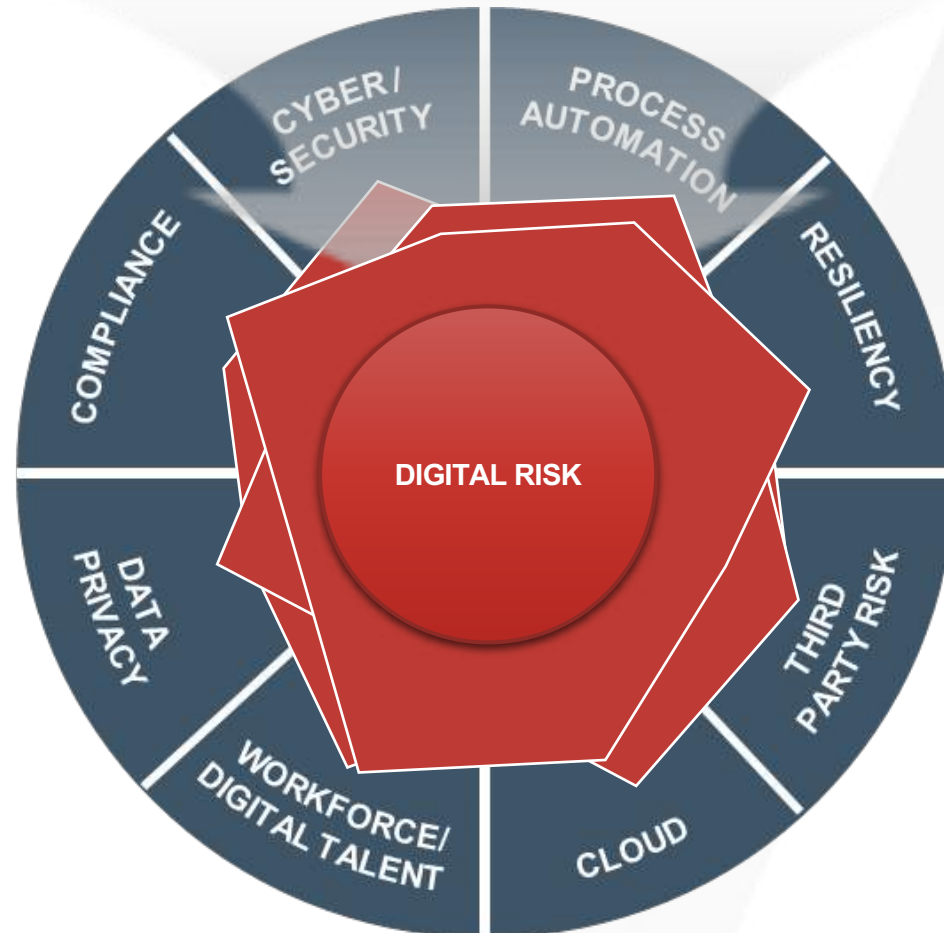 CYBER/
SECURITY
PROCESS
AUTOMATION
COMPLIANCE
RESILIENCY
DIGITAL RISK
DATA
PRIVACY
THIRD
PARTY RISK
WORKFORCE/
DIGITAL TALENT
CLOUD